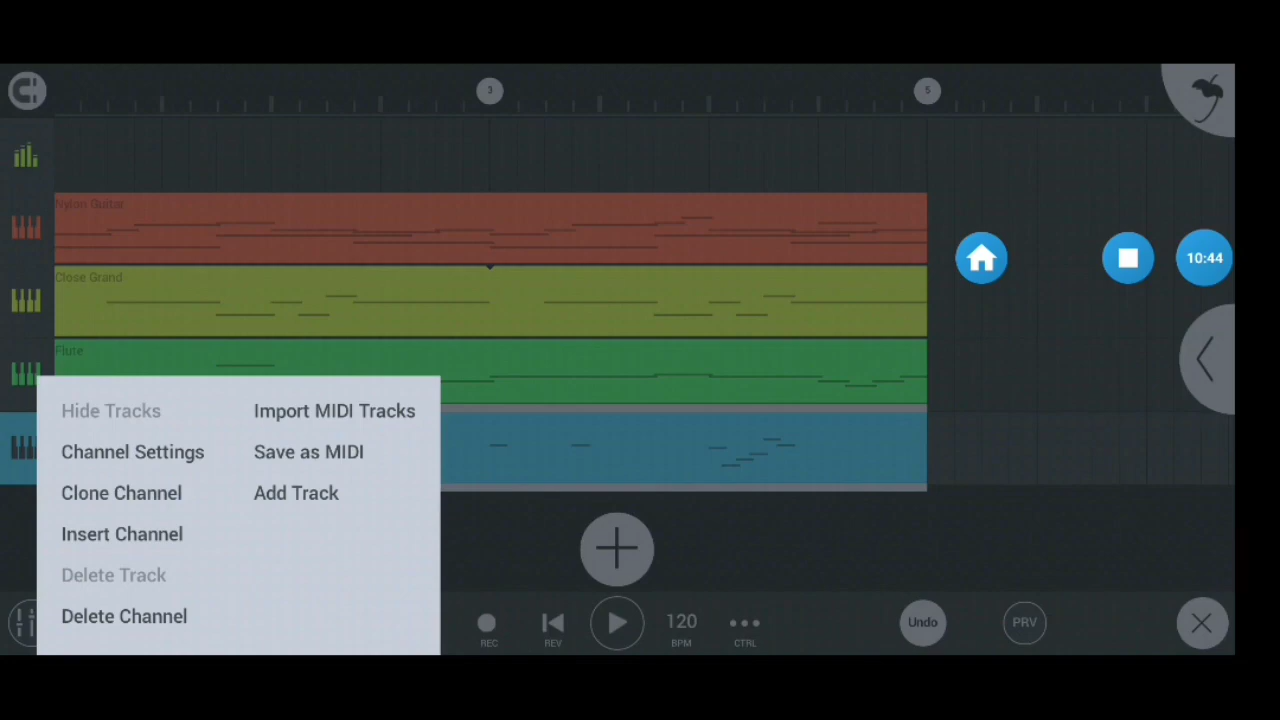 3
5
Nylon Guitar
10:44
Close Grand
Flute
Hide Tracks
Import MIDI Tracks
Channel Settings
Save as MIDI
Clone Channel
Add Track
Insert Channel
Delete Track
Delete Channel
REC
REV
120
BPM
CTRL
Undo
PRV